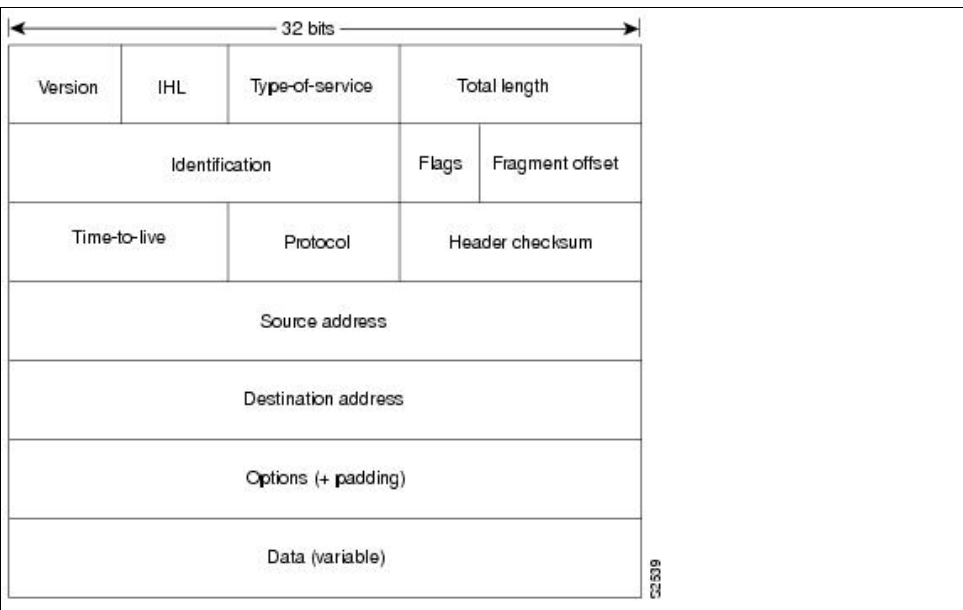 32 bits
Version IHL Type-of-service Total length
Identification Flags Fragment offset
Time-to-live Protocol Header checksum
Source address
Destination address
Options (+ padding)
Data (variable)
S2539